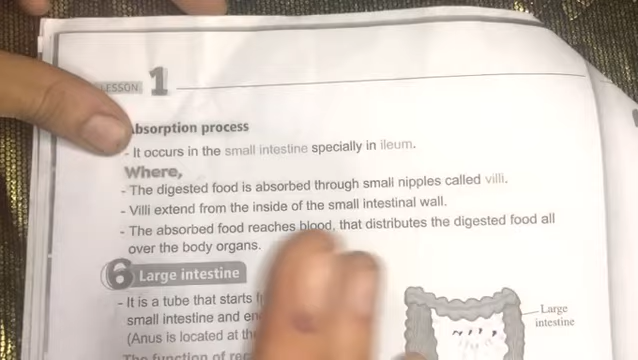 LESSON 1
Absorption process
- It occurs in the small intestine specially in ileum.
Where,
- The digested food is absorbed through small nipples called villi.
- Villi extend from the inside of the small intestinal wall.
- The absorbed food reaches blood, that distributes the digested food all
over the body organs.
6 Large intestine
- It is a tube that starts
small intestine and
(Anus is located at
The function of
Large
intestine